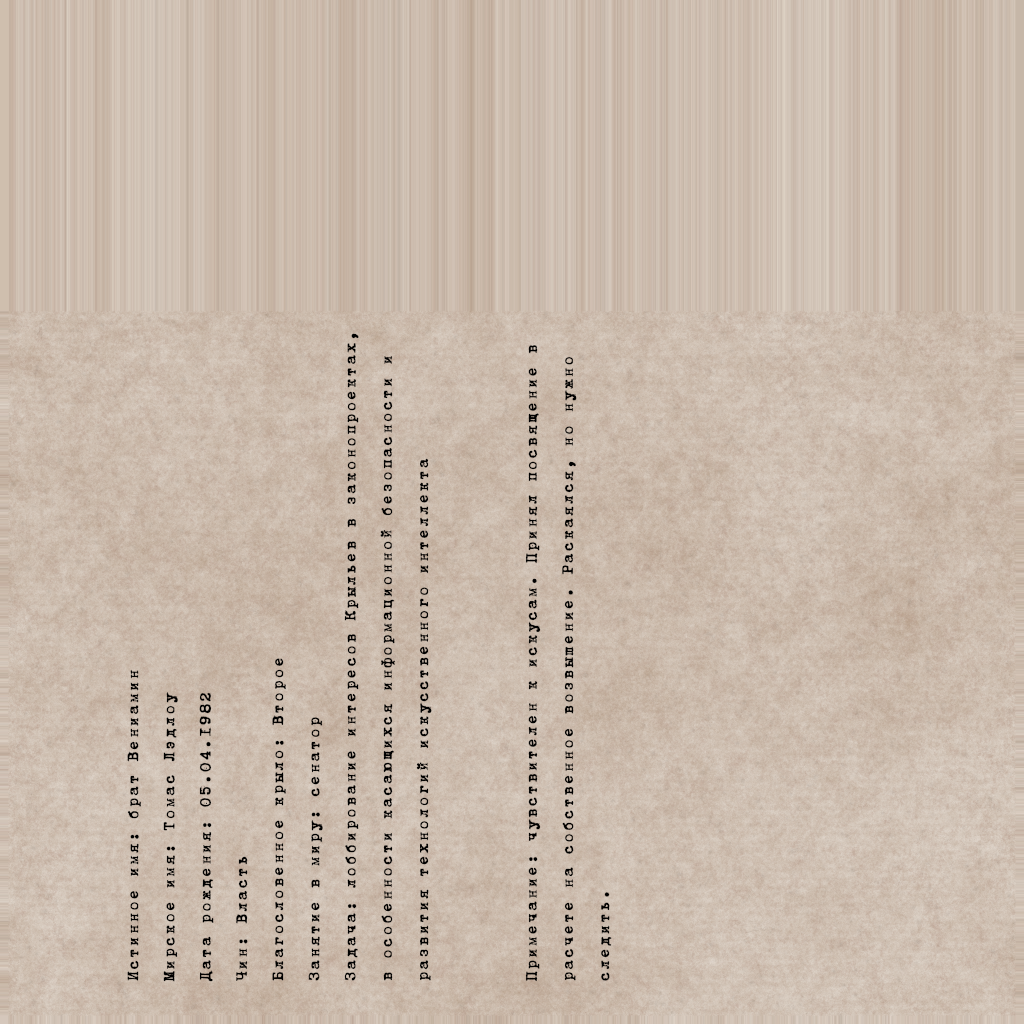 Истинное имя: брат Вениамин
Мирское имя: Томас Лэдлоу
Дата рождения: 05.04.1982
Чин: Власть
Благословенное крыло: Второе
Занятие в миру: сенатор
Задача: лоббирование интересов Крыльев в законопроектах,
в особенности касающихся информационной безопасности и
развития технологий искусственного интеллекта
Примечание: чувствителен к искусам. Принял посвящение в
расчете на собственное возвышение. Раскаялся, но нужно
следить.